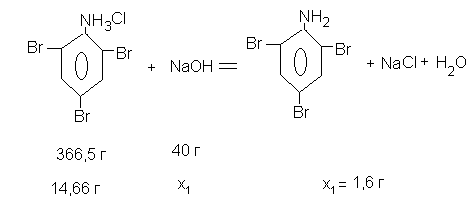 NH3Cl NH2
Br Br Br Br
+ NaOH = + NaCl + H2O
Br Br
366,5 г 40 г
14,66 г x1 x1 = 1,6 г